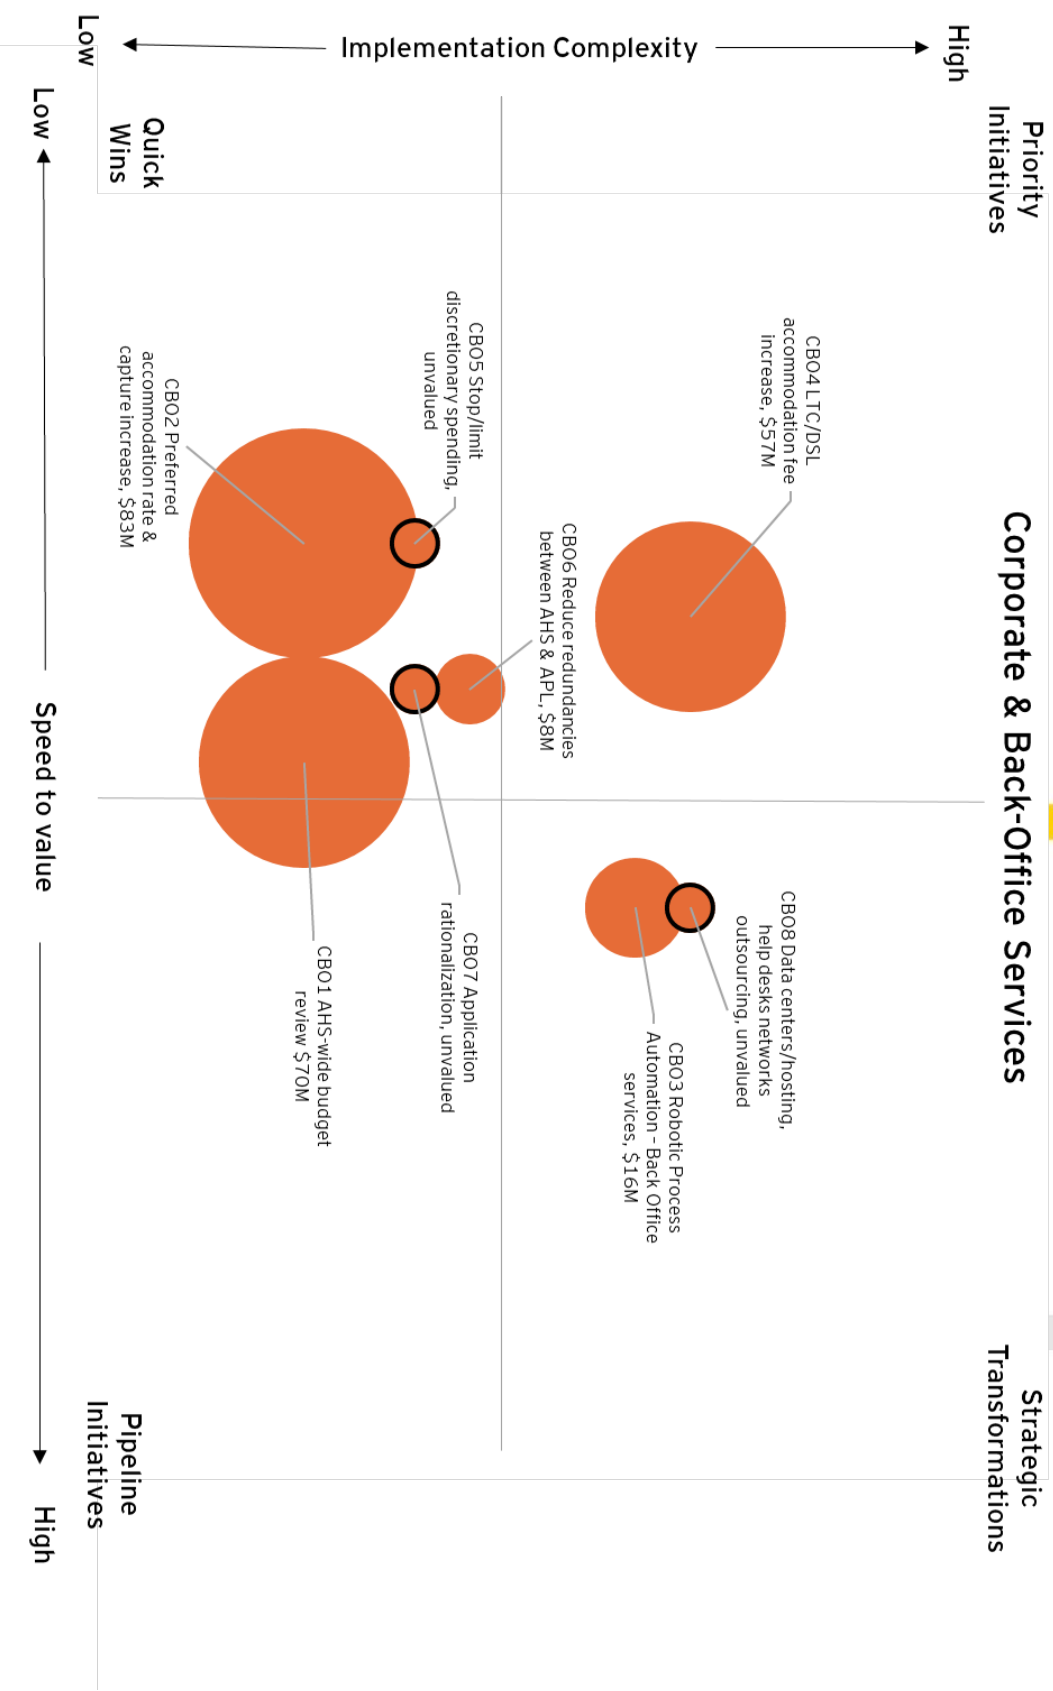 Corporate & Back-Office Services
Priority
Initiatives
Strategic
Transformations
High
Implementation Complexity
Low
CBO4 LTC/DSL
accommodation fee
increase, $57M
CBO8 Data centers/hosting,
help desks networks
outsourcing, unvalued
CBO3 Robotic Process
Automation - Back Office
services, $16M
CBO6 Reduce redundancies
between AHS & APL, $8M
CBO5 Stop/limit
discretionary spending,
unvalued
CBO7 Application
rationalization, unvalued
CBO1 AHS-wide budget
review $70M
CBO2 Preferred
accommodation rate &
capture increase, $83M
Quick
Wins
Pipeline
Initiatives
Low
Speed to value
High